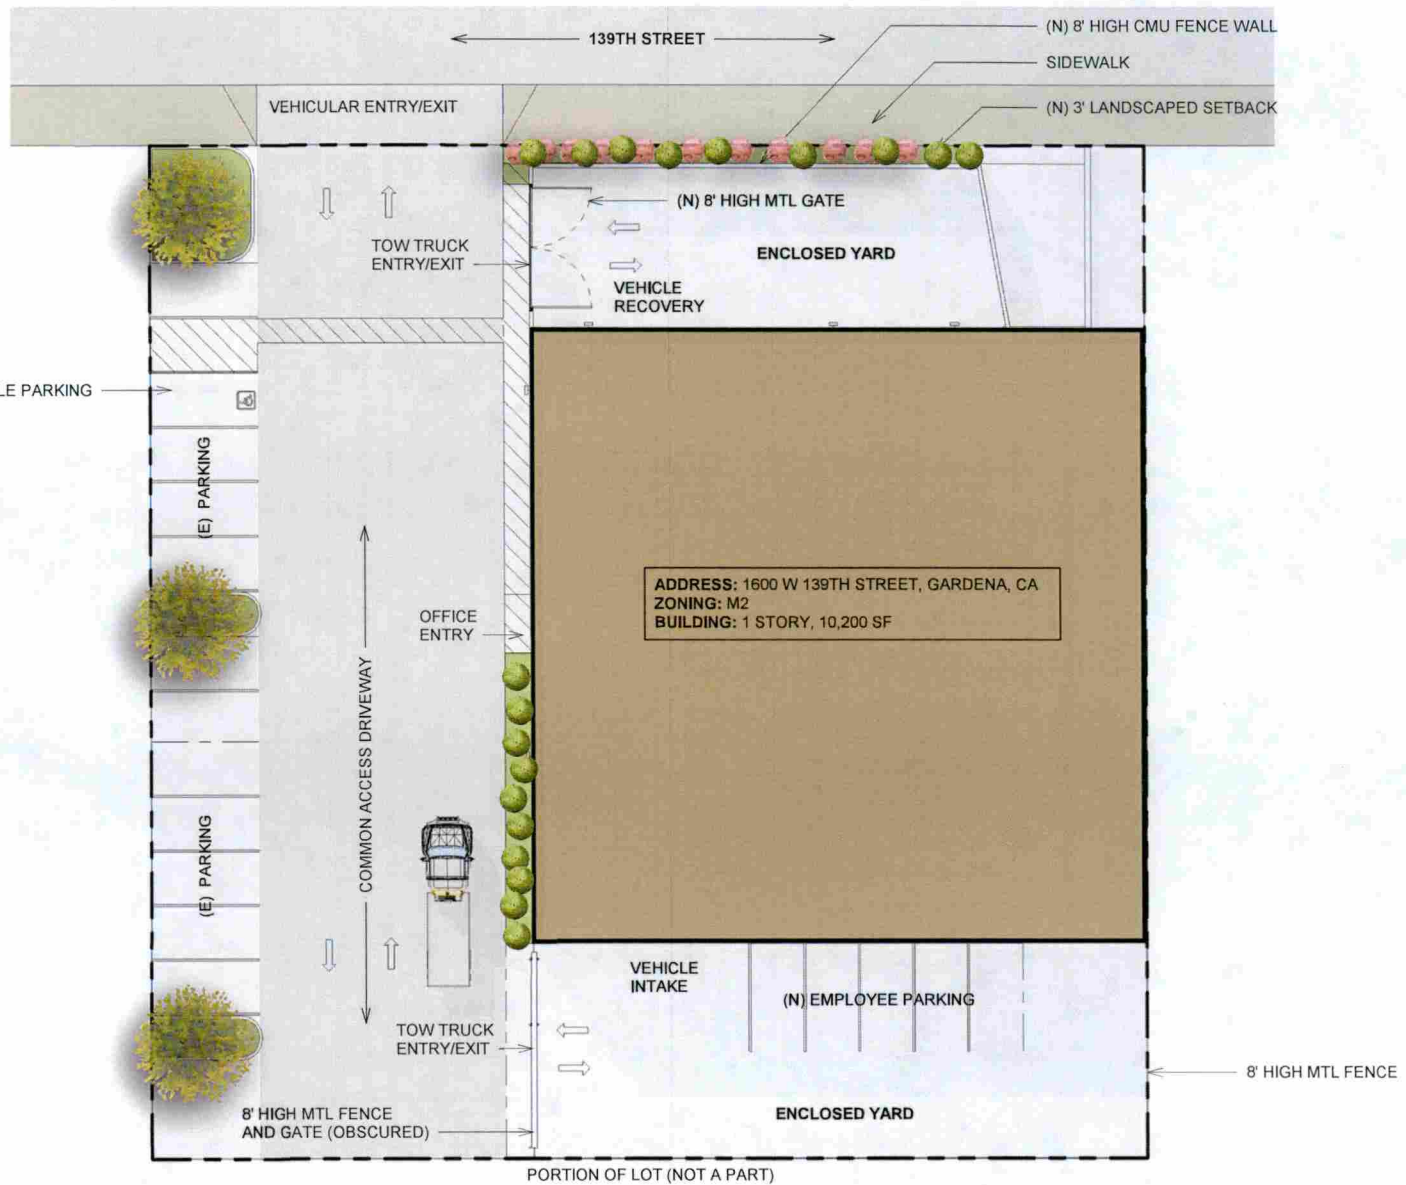 139TH STREET
(N) 8' HIGH CMU FENCE WALL
SIDEWALK
VEHICULAR ENTRY/EXIT
(N) 3' LANDSCAPED SETBACK
(N) 8' HIGH MTL GATE
TOW TRUCK
ENTRY/EXIT
ENCLOSED YARD
VEHICLE
RECOVERY
LE PARKING
(E) PARKING
ADDRESS: 1600 W 139TH STREET, GARDENA, CA
ZONING: M2
BUILDING: 1 STORY, 10,200 SF
OFFICE
ENTRY
COMMON ACCESS DRIVEWAY
(E) PARKING
VEHICLE
INTAKE
(N) EMPLOYEE PARKING
TOW TRUCK
ENTRY/EXIT
8' HIGH MTL FENCE
8' HIGH MTL FENCE
AND GATE (OBSCURED)
ENCLOSED YARD
PORTION OF LOT (NOT A PART)